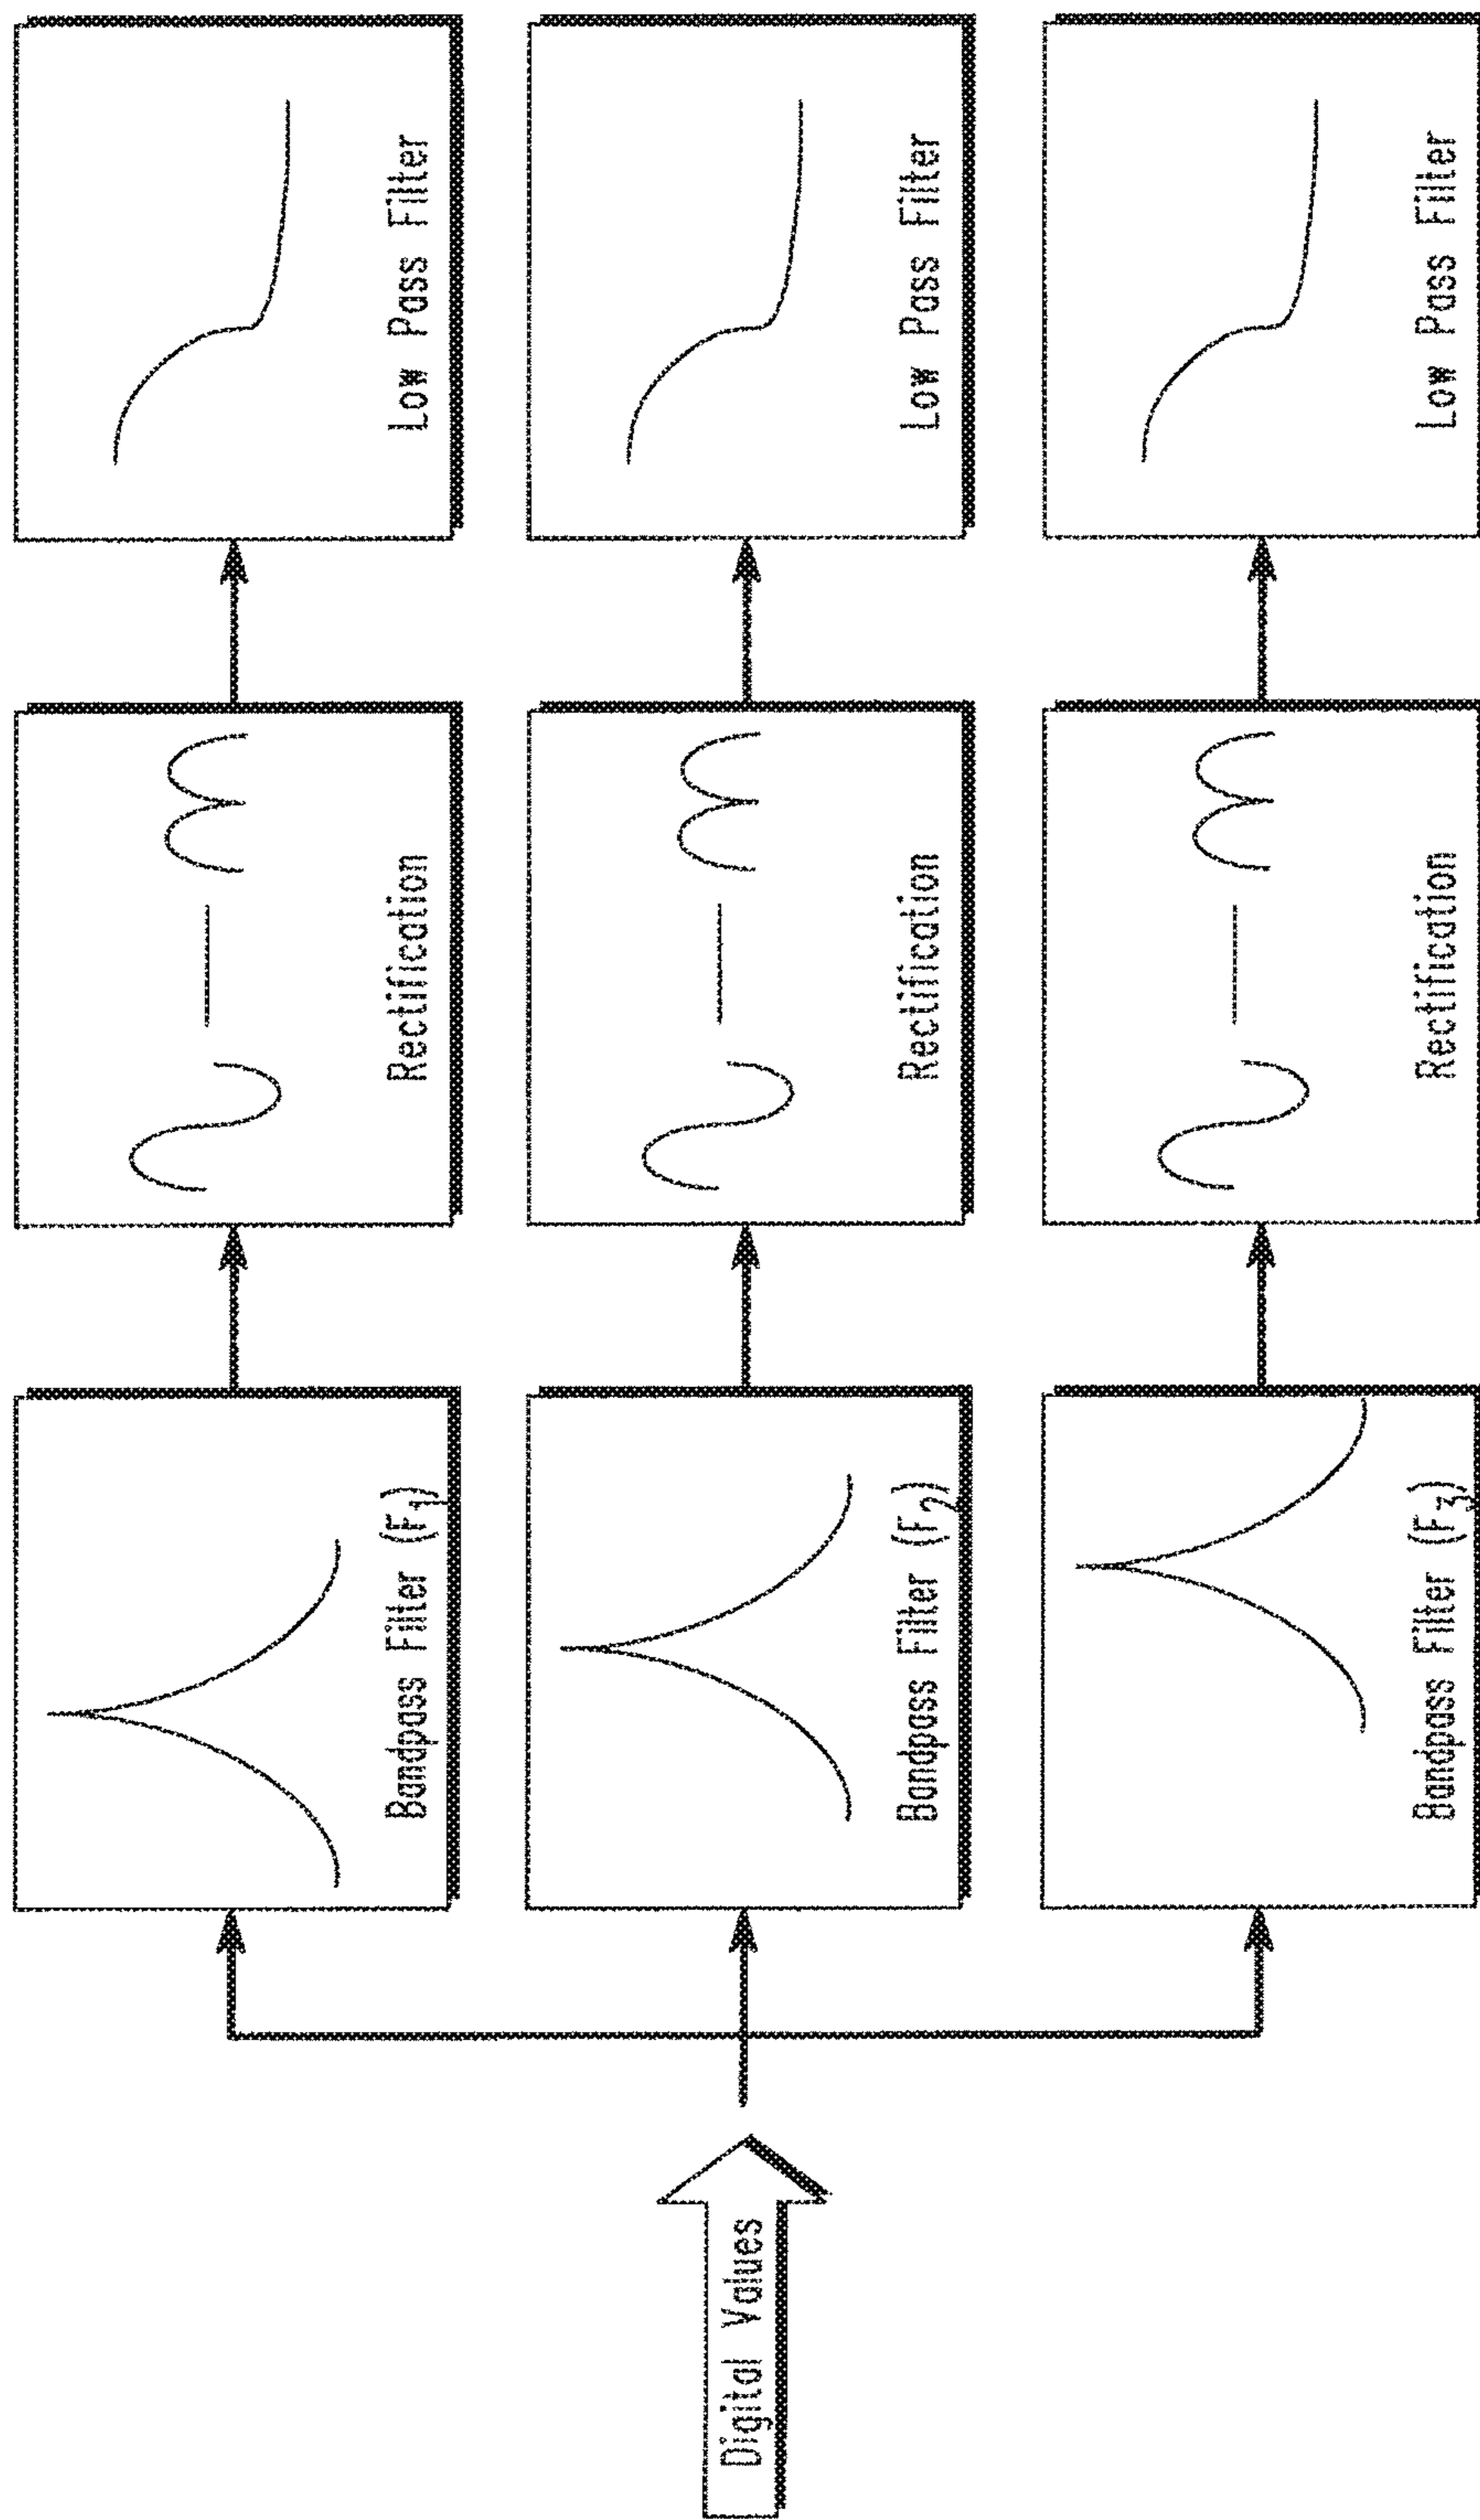 Bandpass Filter (F1)
Rectification
Low Pass Filter
Digital Values
Bandpass Filter (F2)
Rectification
Low Pass Filter
Bandpass Filter (F3)
Rectification
Low Pass Filter